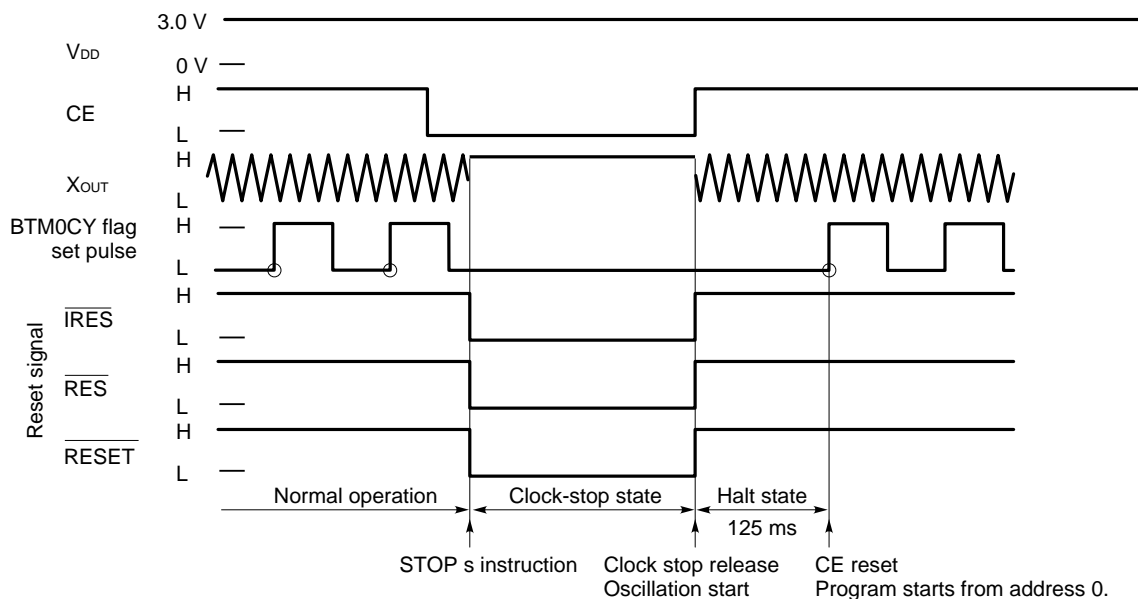 3.0 V
VDD
0 V
H
CE
L
H
XOUT
L
BTM0CY flag
set pulse
H
L
Reset signal
H
IRES
L
H
RES
L
H
RESET
L
Normal operation
Clock-stop state
Halt state
125 ms
STOP s instruction
Clock stop release
Oscillation start
CE reset
Program starts from address 0.